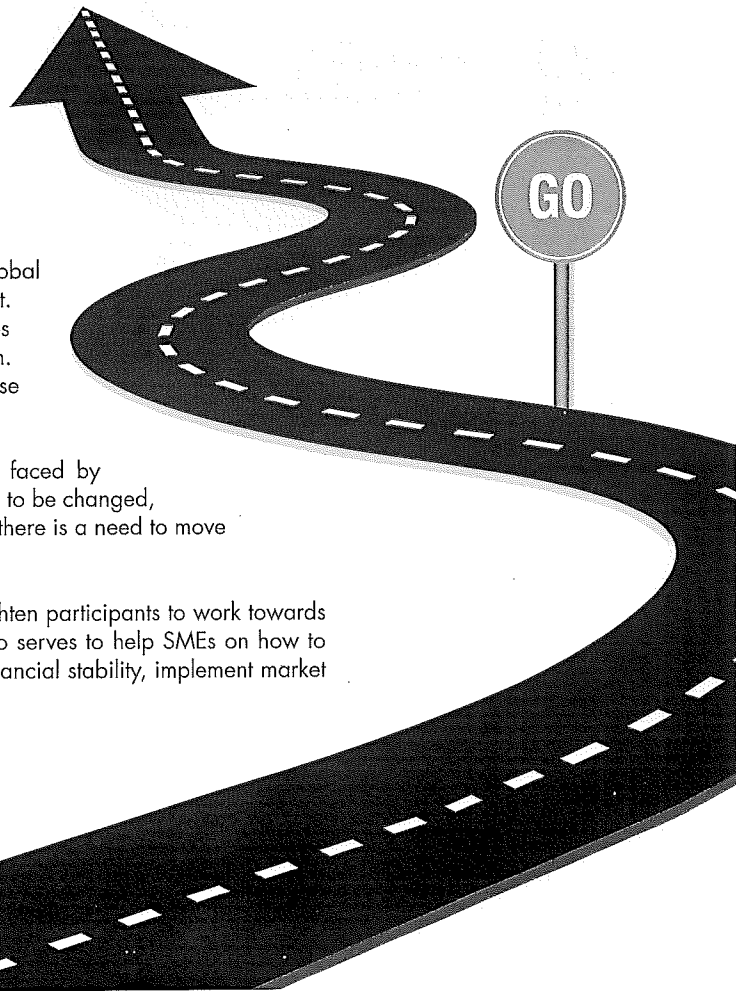 GO
obal
t.
s
n.
se
faced by
to be changed,
there is a need to move
hten participants to work towards
o serves to help SMEs on how to
ancial stability, implement market